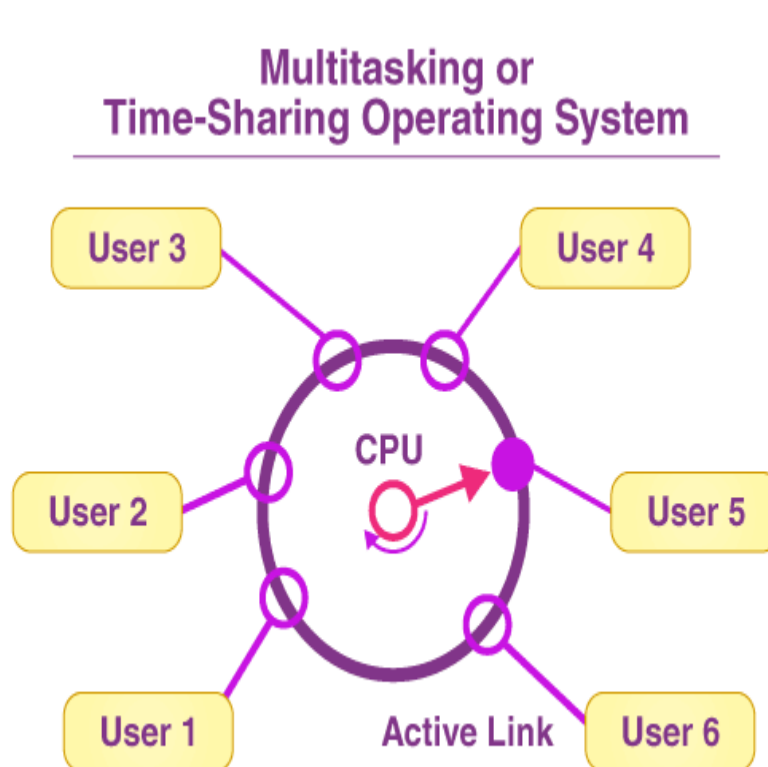 Multitasking or
Time-Sharing Operating System
User 3
User 4
CPU
User 2
User 5
User 1
Active Link
User 6